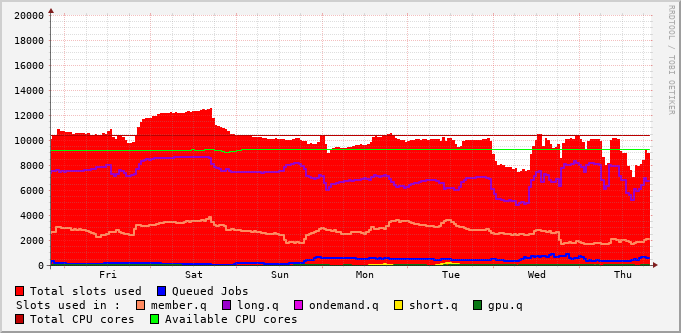 20000
18000
16000
14000
12000
10000
8000
6000
4000
2000
0
Fri Sat Sun Mon Tue Wed Thu
Total slots used Queued Jobs
Slots used in : member.q long.q ondemand.q short.q gpu.q
Total CPU cores Available CPU cores
RRDTOOL / TOBI OETIKER